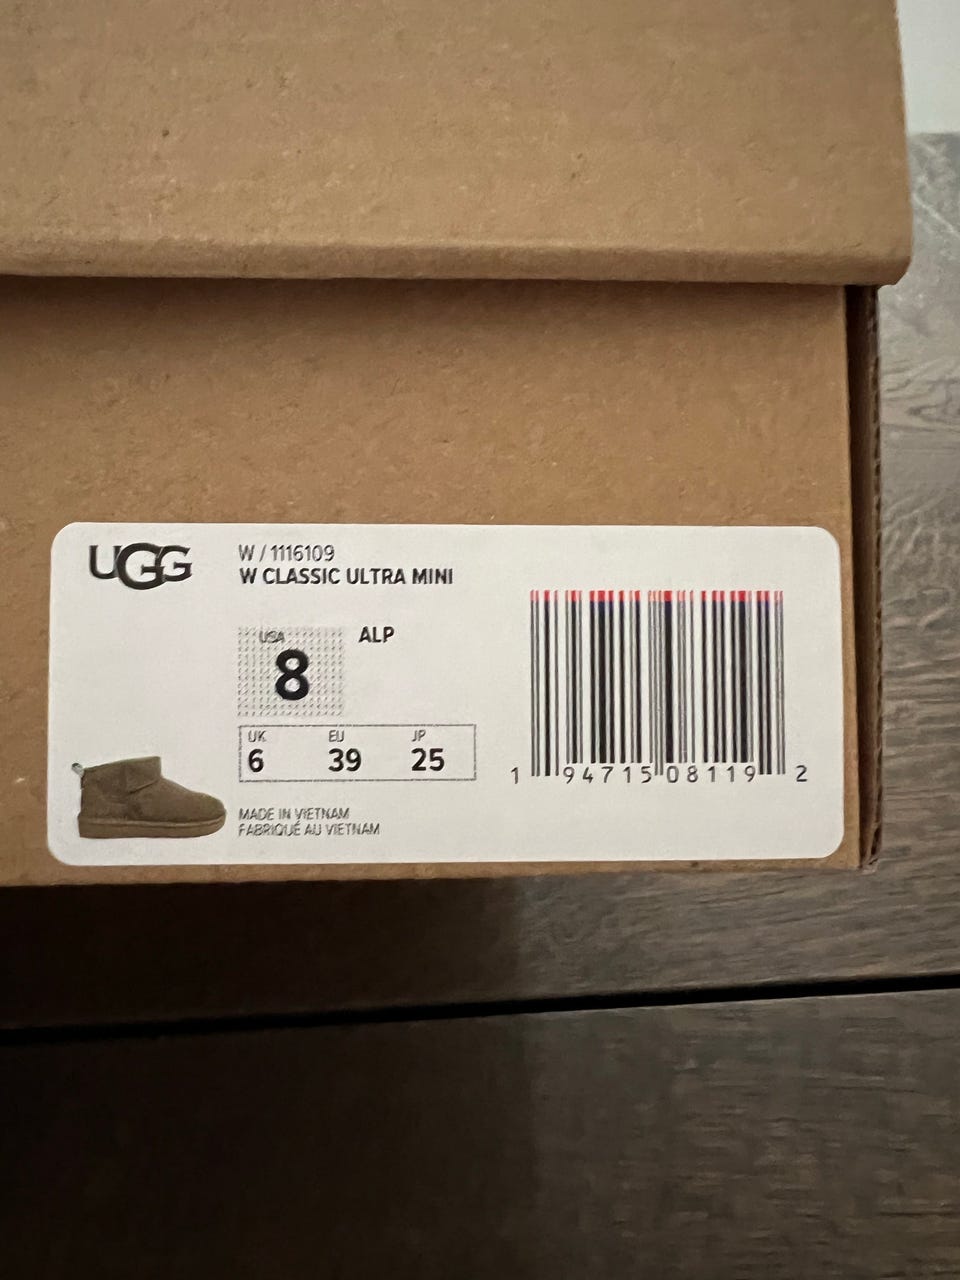 UGG
W / 1116109
W CLASSIC ULTRA MINI
USA
ALP
8
UK EU JP
6 39 25
MADE IN VIETNAM
FABRIQUÉ AU VIETNAM
1 94715 08119 2